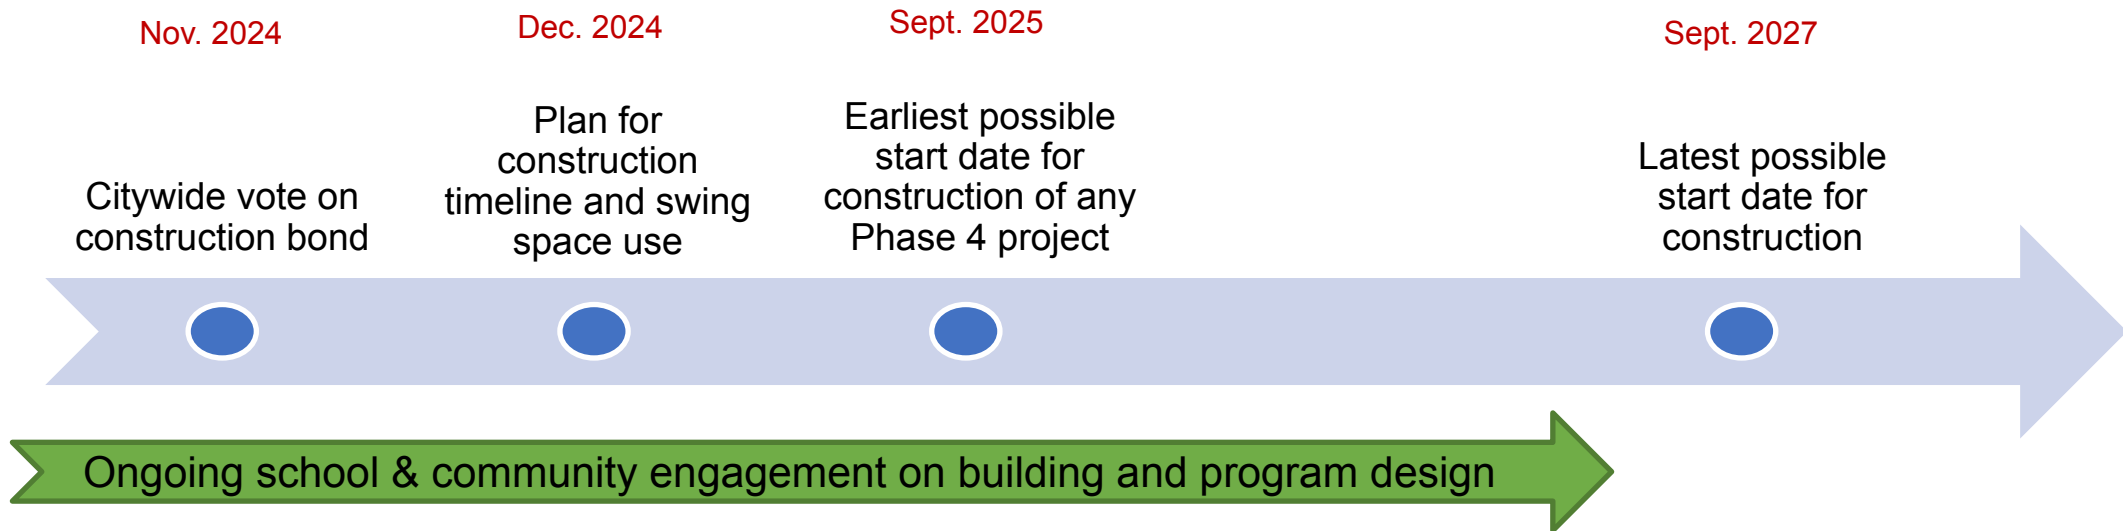 Nov. 2024
Citywide vote on
construction bond
Dec. 2024
Plan for
construction
timeline and swing
space use
Sept. 2025
Earliest possible
start date for
construction of any
Phase 4 project
Sept. 2027
Latest possible
start date for
construction
Ongoing school & community engagement on building and program design